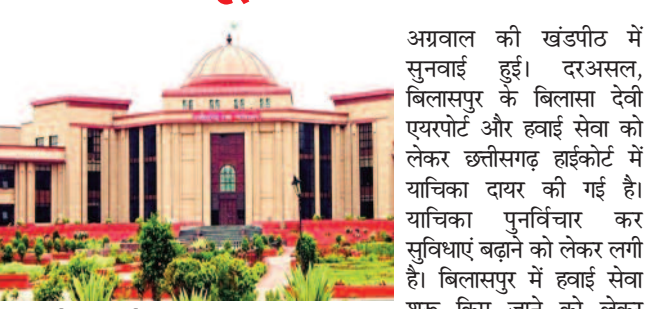 अग्रवाल की खंडपीठ में
सुनवाई हुई। दरअसल,
बिलासपुर के बिलासा देवी
एयरपोर्ट और हवाई सेवा को
लेकर छत्तीसगढ़ हाईकोर्ट में
याचिका दायर की गई है।
याचिका पुनर्विचार कर
सुविधाएं बढ़ाने को लेकर लगी
है। बिलासपुर में हवाई सेवा